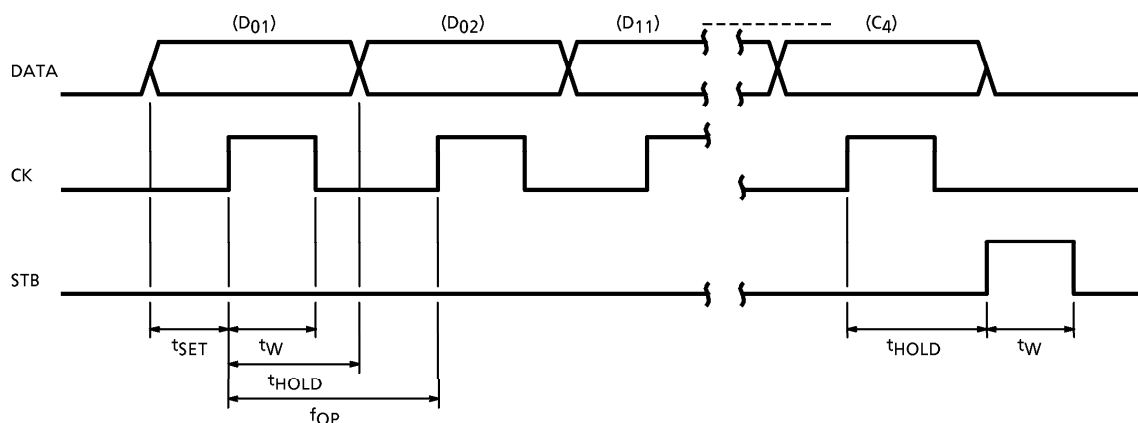 (D01) (D02) (D11) (C4)
DATA
CK
STB
tSET tW tHOLD tW
tHOLD
fOP